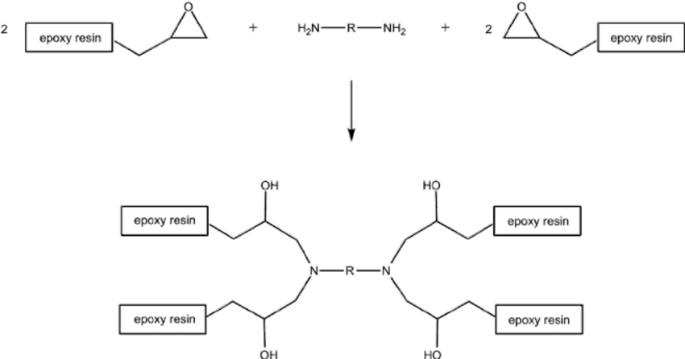 2 epoxy resin O + H₂N—R—NH₂ + 2 O epoxy resin
OH HO
epoxy resin epoxy resin
N—R—N
epoxy resin epoxy resin
OH HO